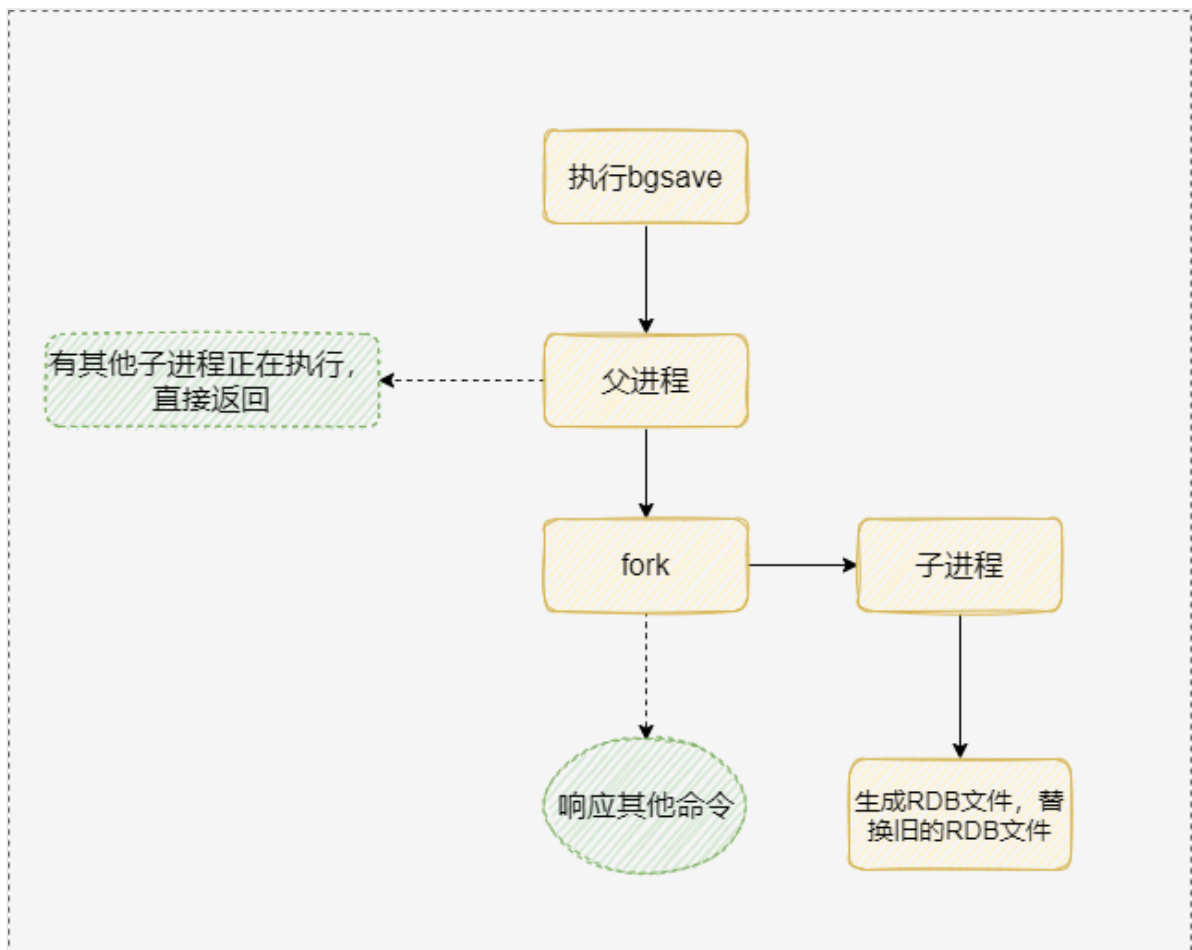 执行bgsave
有其他子进程正在执行，
直接返回
父进程
fork
子进程
响应其他命令
生成RDB文件，替
换旧的RDB文件